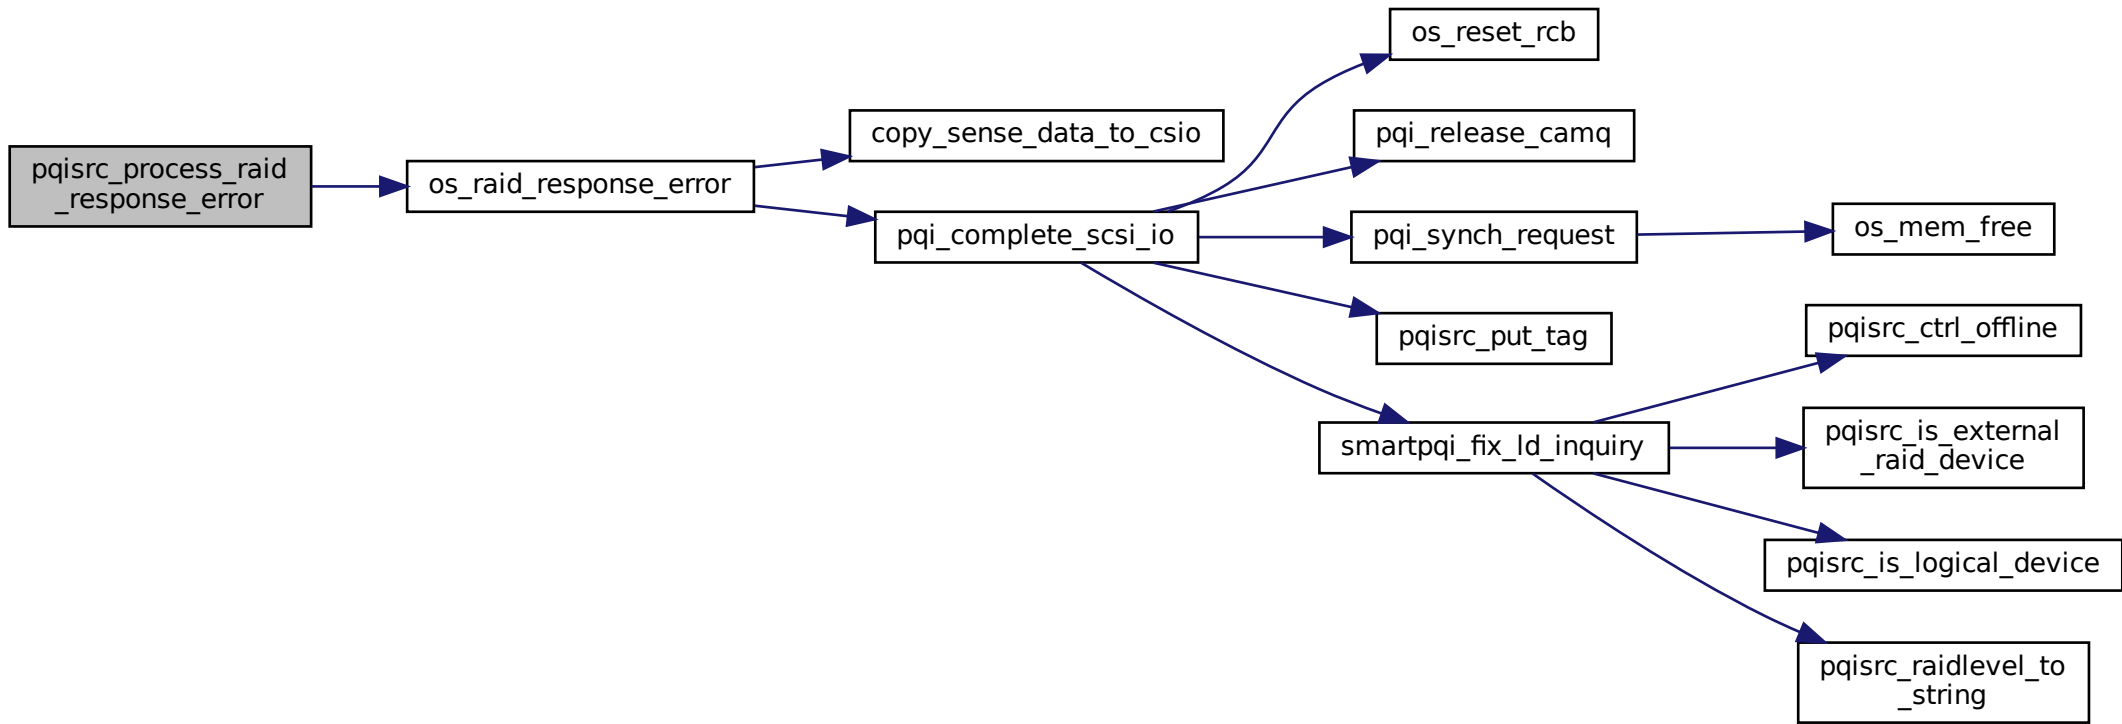 pqisrc_process_raid
_response_error
os_raid_response_error
copy_sense_data_to_csio
pqi_complete_scsi_io
os_reset_rcb
pqi_release_camq
pqi_synch_request
pqisrc_put_tag
smartpqi_fix_ld_inquiry
os_mem_free
pqisrc_ctrl_offline
pqisrc_is_external
_raid_device
pqisrc_is_logical_device
pqisrc_raidlevel_to
_string